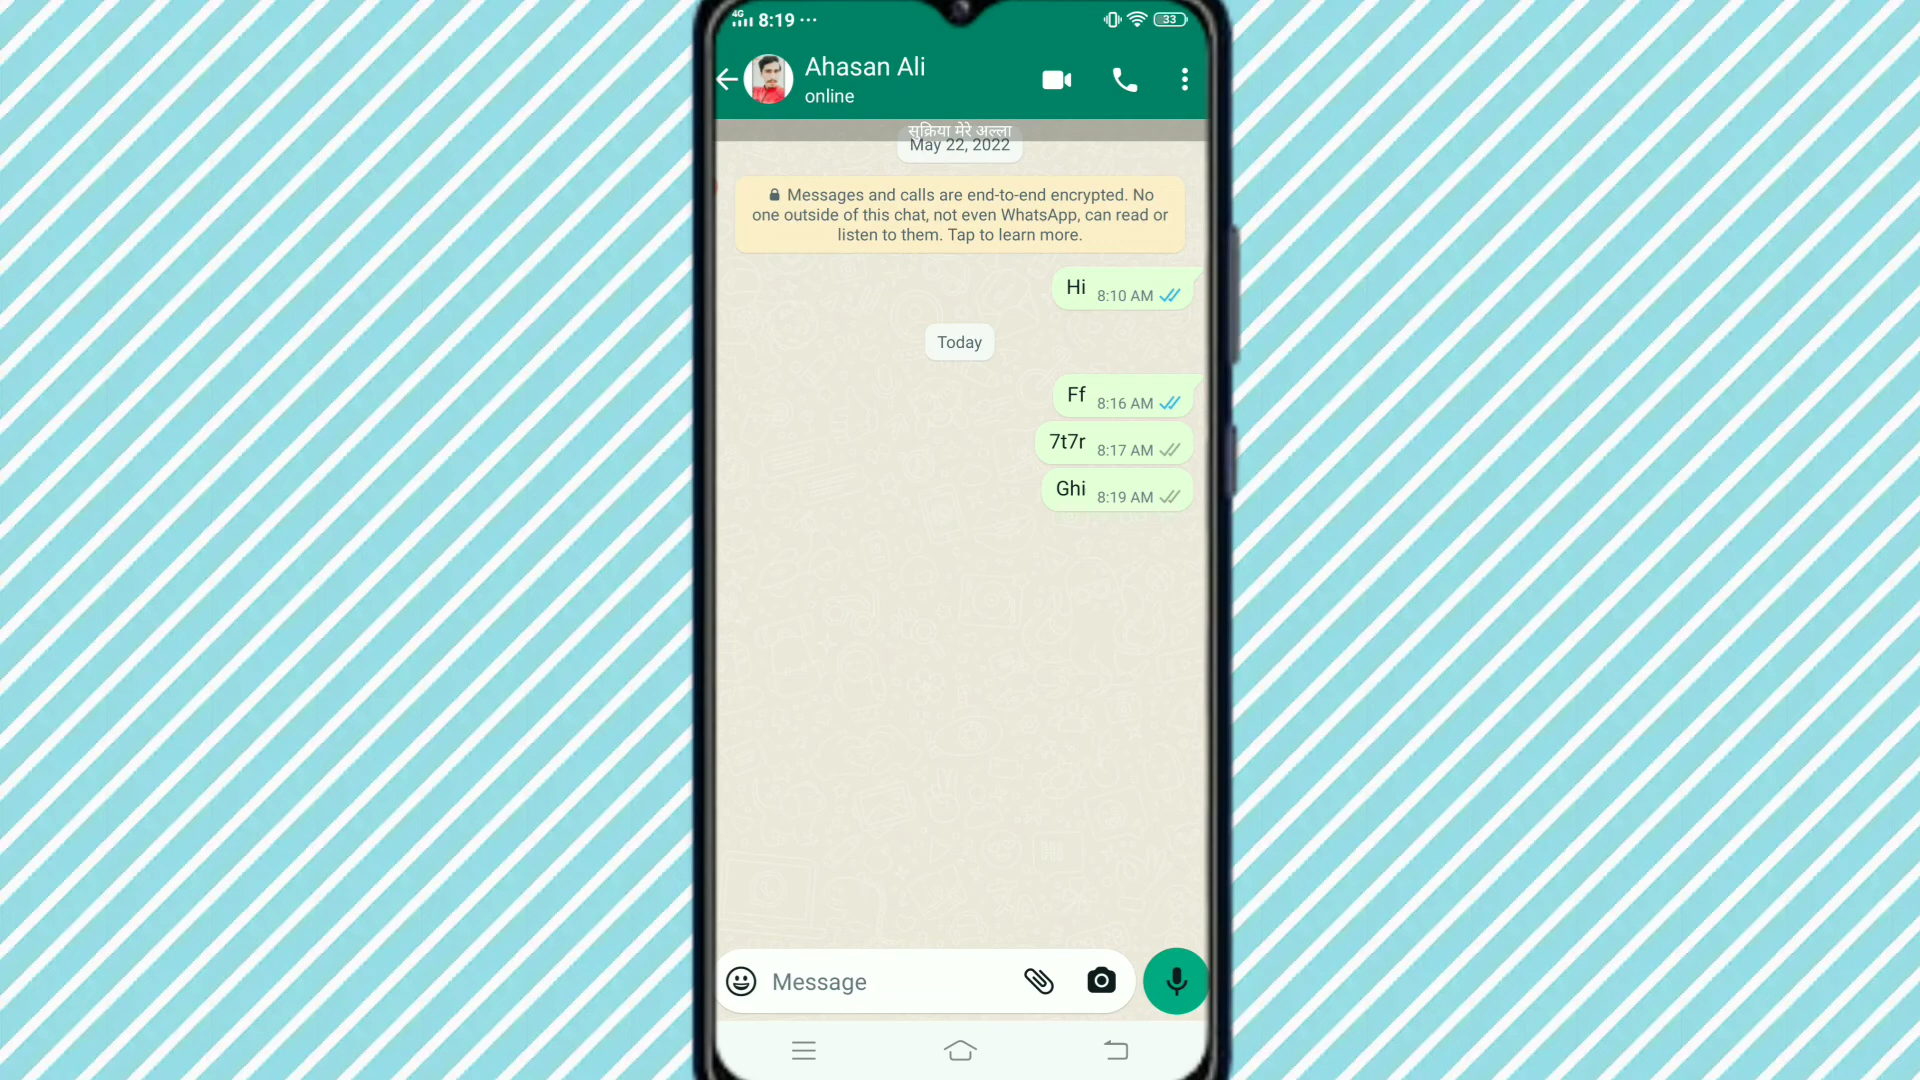 4G 8:19 ... 33
Ahasan Ali
online
सुक्रिया मेरे अल्ला
May 22, 2022
Messages and calls are end-to-end encrypted. No
one outside of this chat, not even WhatsApp, can read or
listen to them. Tap to learn more.
Hi 8:10 AM
Today
Ff 8:16 AM
7t7r 8:17 AM
Ghi 8:19 AM
Message